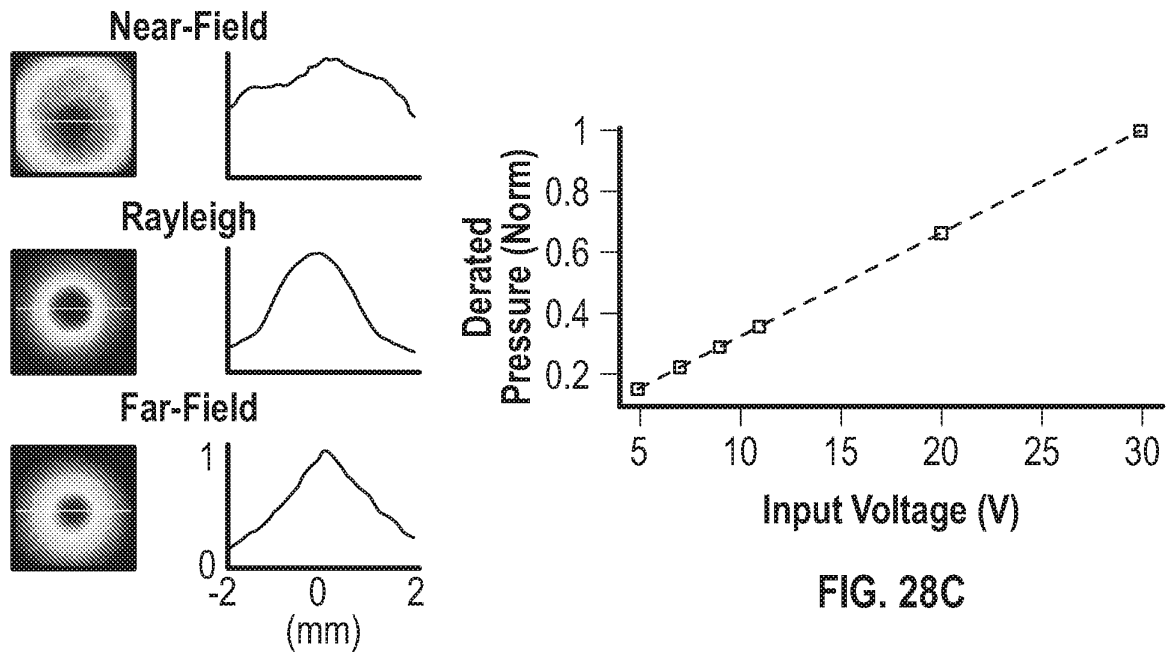 Near-Field
Rayleigh
Far-Field
1
0
-2 0 2
(mm)
Derated
Pressure (Norm)
1
0.8
0.6
0.4
0.2
5 10 15 20 25 30
Input Voltage (V)
FIG. 28C